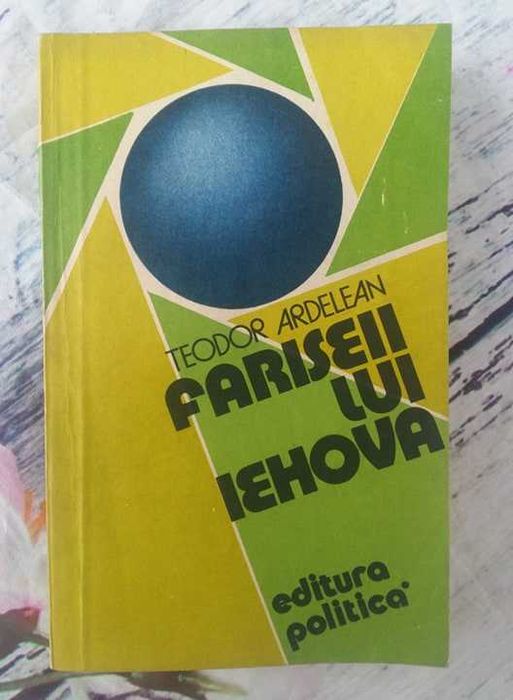 TEODOR ARDELEAN
FARISEII
LUI
IEHOVA
editura
politică